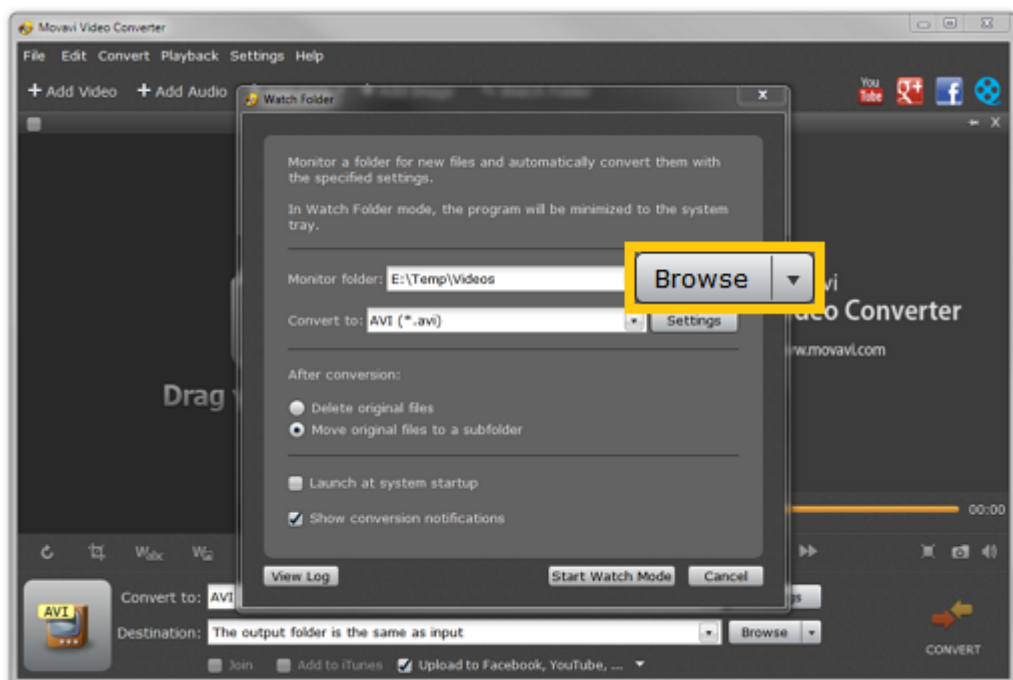 Movavi Video Converter
File Edit Convert Playback Settings Help
+ Add Video + Add Audio
You
Tube
Watch Folder
Monitor a folder for new files and automatically convert them with
the specified settings.
In Watch Folder mode, the program will be minimized to the system
tray.
Monitor folder: E:\Temp\Videos
Browse
Convert to: AVI (*.avi)
Settings
Converter
www.movavi.com
Drag
After conversion:
Delete original files
Move original files to a subfolder
Launch at system startup
Show conversion notifications
00:00
View Log Start Watch Mode Cancel
Convert to: AVI
AVI
Destination: The output folder is the same as input Browse
CONVERT
Join Add to iTunes Upload to Facebook, YouTube, ...